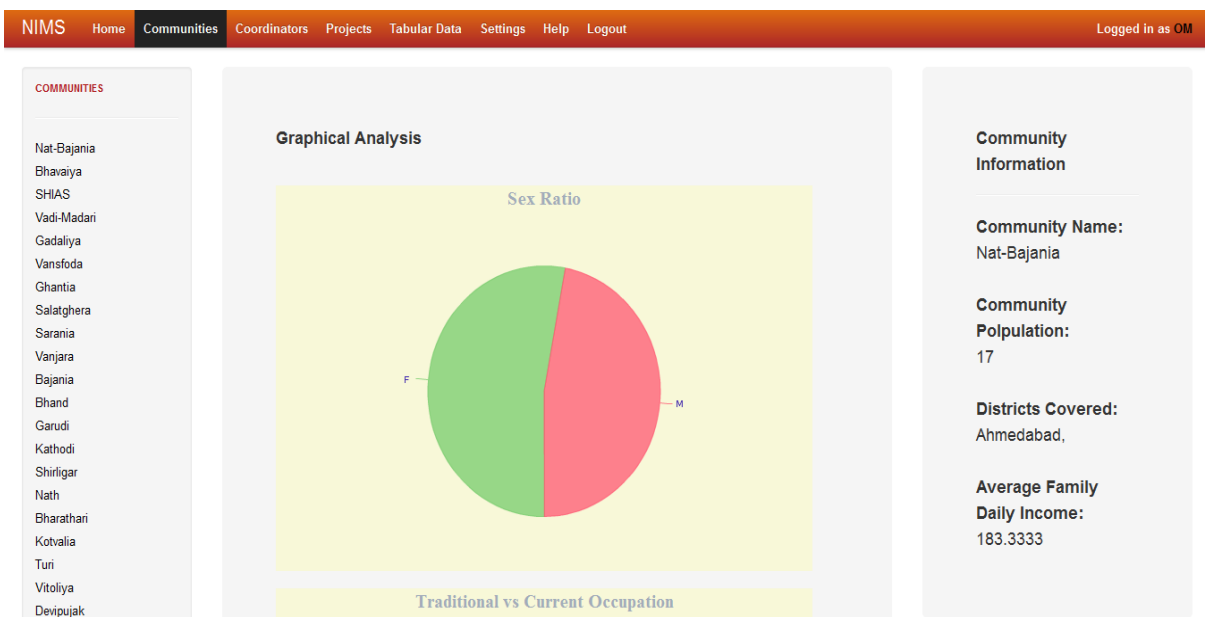 NIMS Home Communities Coordinators Projects Tabular Data Settings Help Logout Logged in as OM
COMMUNITIES
Nat-Bajania
Bhavaiya
SHIAS
Vadi-Madari
Gadaliya
Vansfoda
Ghantia
Salatghera
Sarania
Vanjara
Bajania
Bhand
Garudi
Kathodi
Shirligar
Nath
Bharathari
Kotvalia
Turi
Vitoliya
Devipujak
Graphical Analysis
Sex Ratio
F
M
Traditional vs Current Occupation
Community
Information
Community Name:
Nat-Bajania
Community
Polpulation:
17
Districts Covered:
Ahmedabad,
Average Family
Daily Income:
183.3333